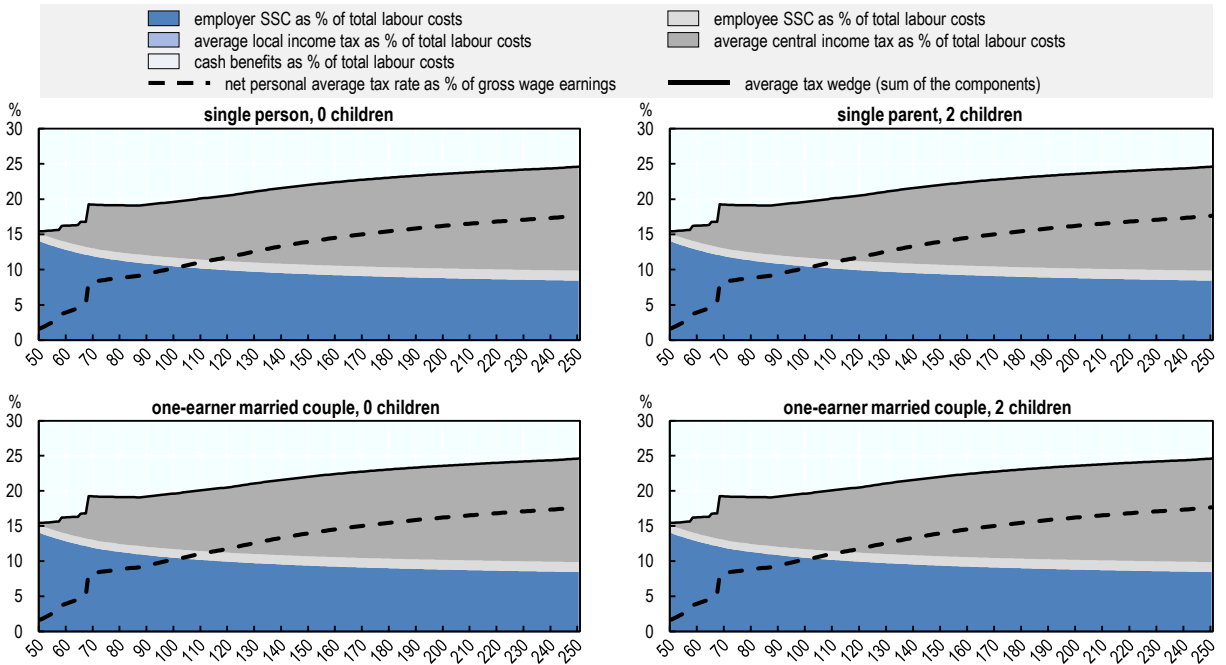 employer SSC as % of total labour costs
employee SSC as % of total labour costs
average local income tax as % of total labour costs
average central income tax as % of total labour costs
cash benefits as % of total labour costs
net personal average tax rate as % of gross wage earnings
average tax wedge (sum of the components)
%
single person, 0 children
30
25
20
15
10
5
0
50 60 70 80 90 100 110 120 130 140 150 160 170 180 190 200 210 220 230 240 250
%
single parent, 2 children
30
25
20
15
10
5
0
50 60 70 80 90 100 110 120 130 140 150 160 170 180 190 200 210 220 230 240 250
%
one-earner married couple, 0 children
30
25
20
15
10
5
0
50 60 70 80 90 100 110 120 130 140 150 160 170 180 190 200 210 220 230 240 250
%
one-earner married couple, 2 children
30
25
20
15
10
5
0
50 60 70 80 90 100 110 120 130 140 150 160 170 180 190 200 210 220 230 240 250